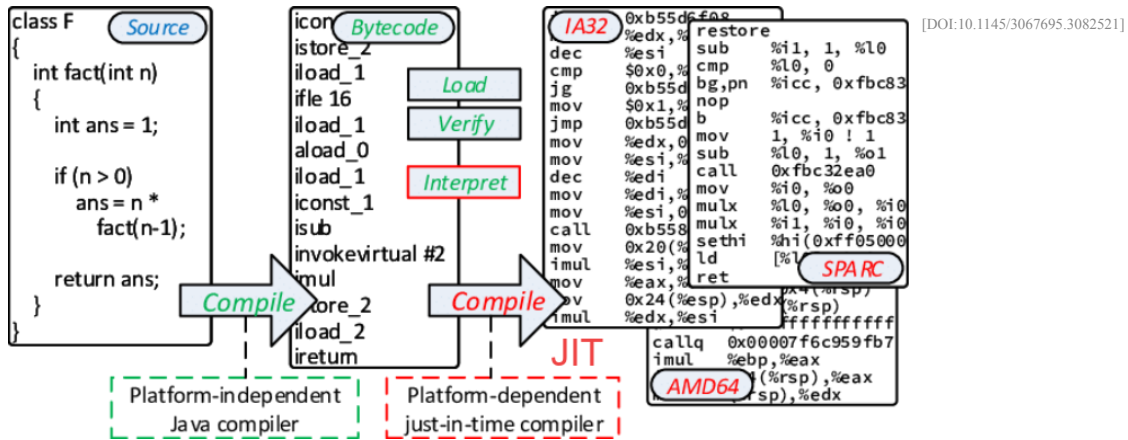 class F
{
int fact(int n)
{
int ans = 1;
if (n > 0)
ans = n *
fact(n-1);
return ans;
}
}
Source
Compile
Platform-independent
Java compiler
Bytecode
istore_2
iload_1
ifle 16
iload_1
aload_0
iload_1
iconst_1
isub
invokevirtual #2
imul
iload_2
ireturn
Load
Verify
Interpret
Compile
Platform-dependent
just-in-time compiler
JIT
IA32
0xb55d6f08
%edx,%
dec %esi
cmp $0x0,%
jg 0xb55d
mov $0x1,%
jmp 0xb55d
mov %edx,0
mov %esi,%
dec %edi
mov %edi,%
mov %esi,0
call 0xb558
mov 0x20(%
imul %esi,%
mov %eax,%
0x24(%esp),%edx
imul %edx,%esi
restore
sub %i1, 1, %l0
cmp %l0, 0
bg,pn %icc, 0xfbc83
nop
b %icc, 0xfbc83
mov 1, %i0 ! 1
sub %l0, 1, %o1
call 0xfbc32ea0
mov %i0, %o0
mulx %l0, %o0, %i0
mulx %i1, %i0, %i0
sethi %hi(0xff05000
ld [%l
ret
SPARC
(%rsp)
callq 0x00007f6c959fb7
imul %ebp,%eax
(%rsp),%eax
rsp),%edx
AMD64
[DOI:10.1145/3067695.3082521]